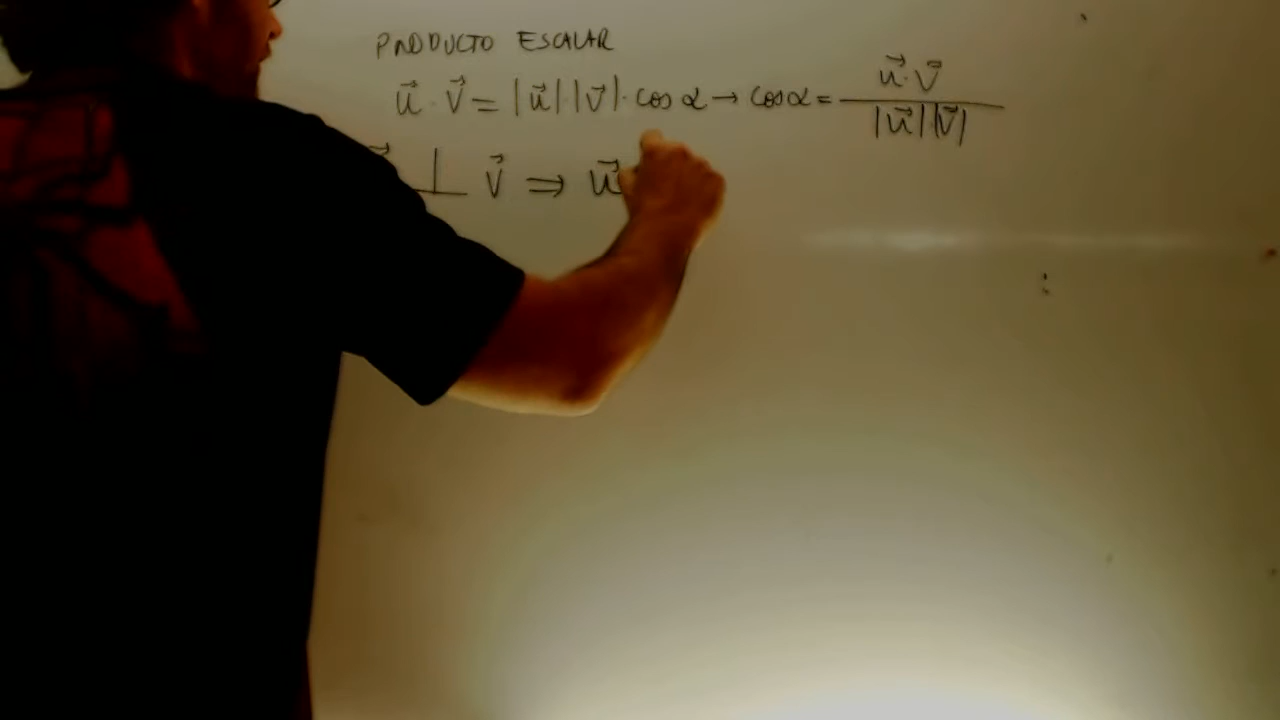 PRODUCTO ESCALAR
u⃗ · v⃗ = |u⃗|·|v⃗|·cos α → cos α = u⃗·v⃗ / |u⃗||v⃗|
⊥ v⃗ ⇒ u⃗